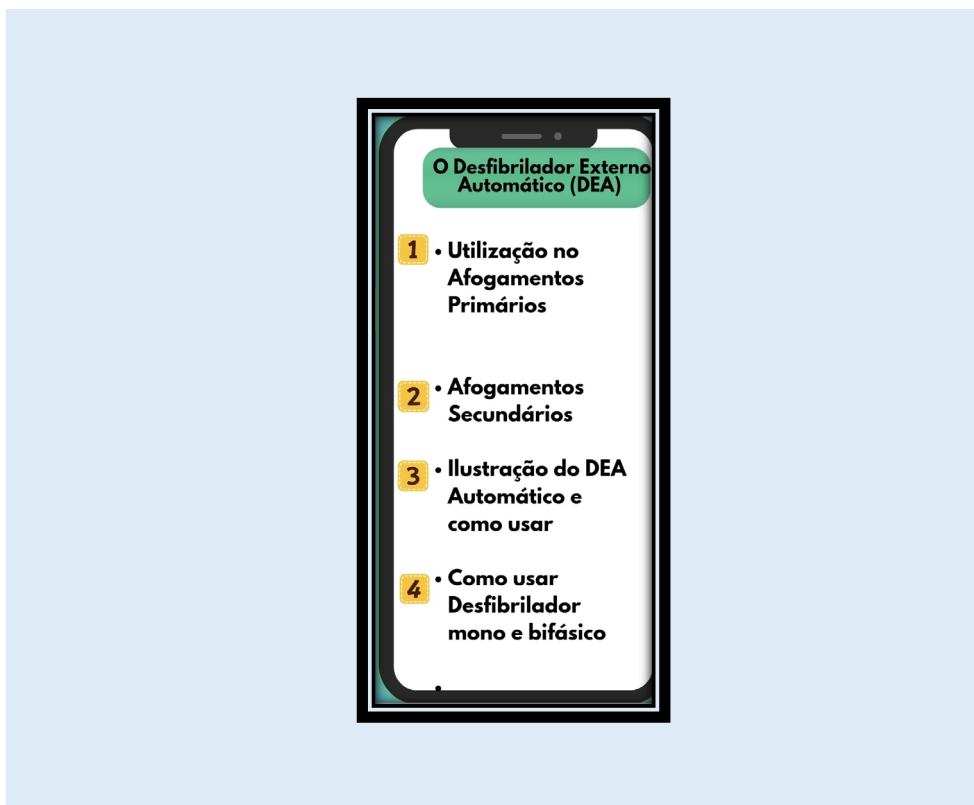 O Desfibrilador Externo
Automático (DEA)
1 • Utilização no
Afogamentos
Primários
2 • Afogamentos
Secundários
3 • Ilustração do DEA
Automático e
como usar
4 • Como usar
Desfibrilador
mono e bifásico
•